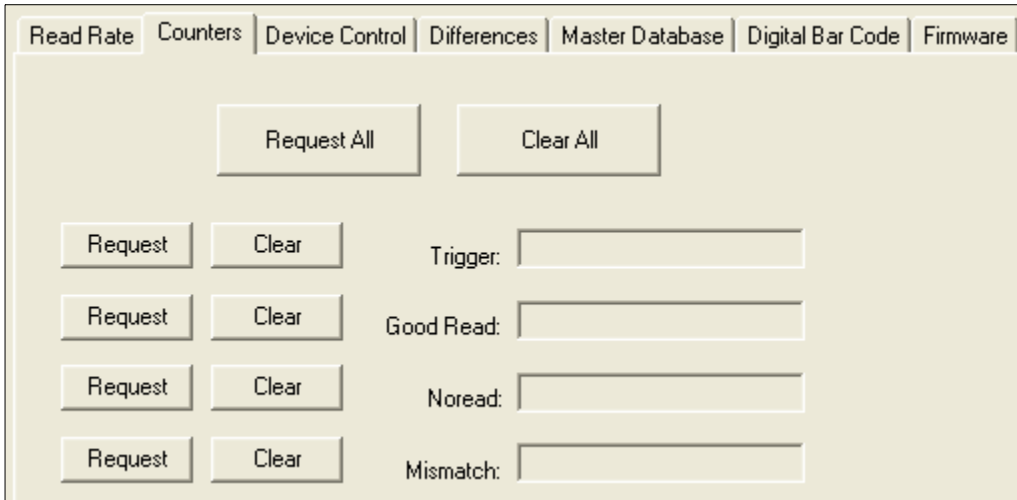 Read Rate Counters Device Control Differences Master Database Digital Bar Code Firmware
Request All Clear All
Request Clear Trigger:
Request Clear Good Read:
Request Clear Noread:
Request Clear Mismatch: